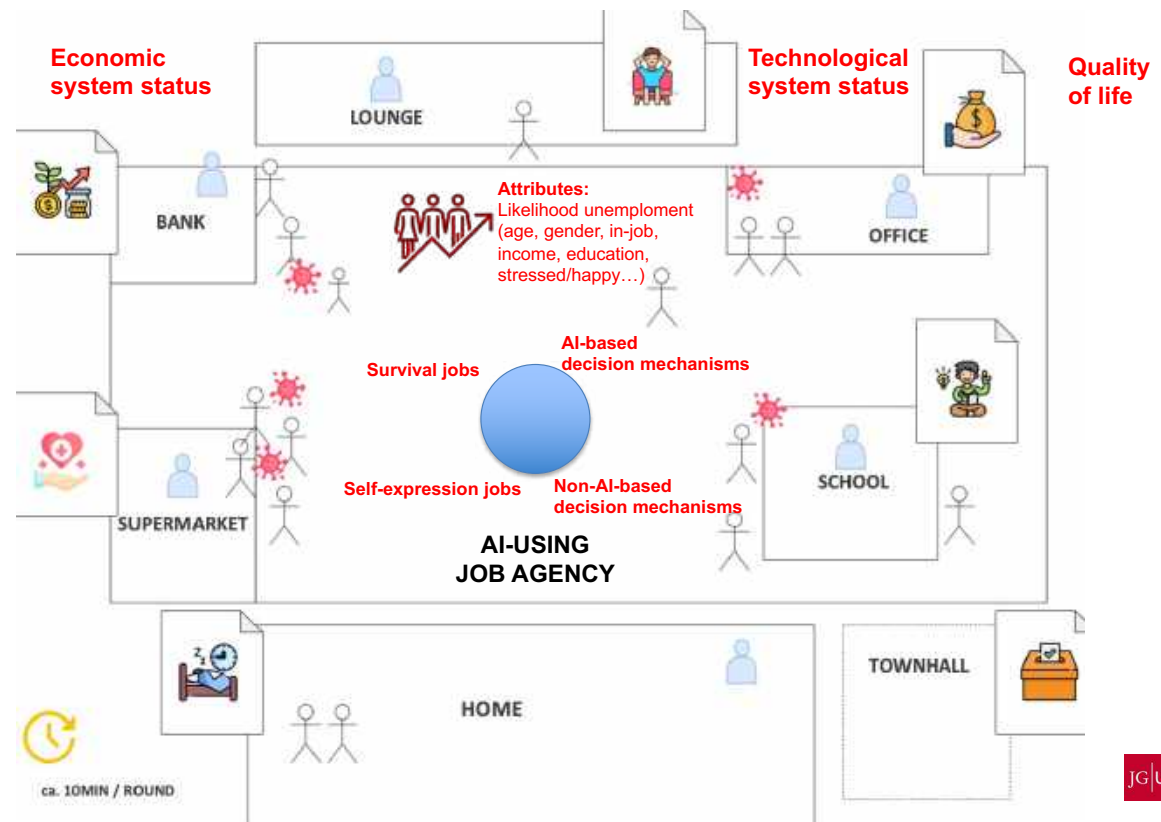 Economic
system status
Technological
system status
Quality
of life
LOUNGE
BANK
Attributes:
Likelihood unemploment
(age, gender, in-job,
income, education,
stressed/happy…)
OFFICE
Survival jobs
AI-based
decision mechanisms
Self-expression jobs
Non-AI-based
decision mechanisms
SCHOOL
SUPERMARKET
AI-USING
JOB AGENCY
TOWNHALL
HOME
ca. 10MIN / ROUND
JG|U